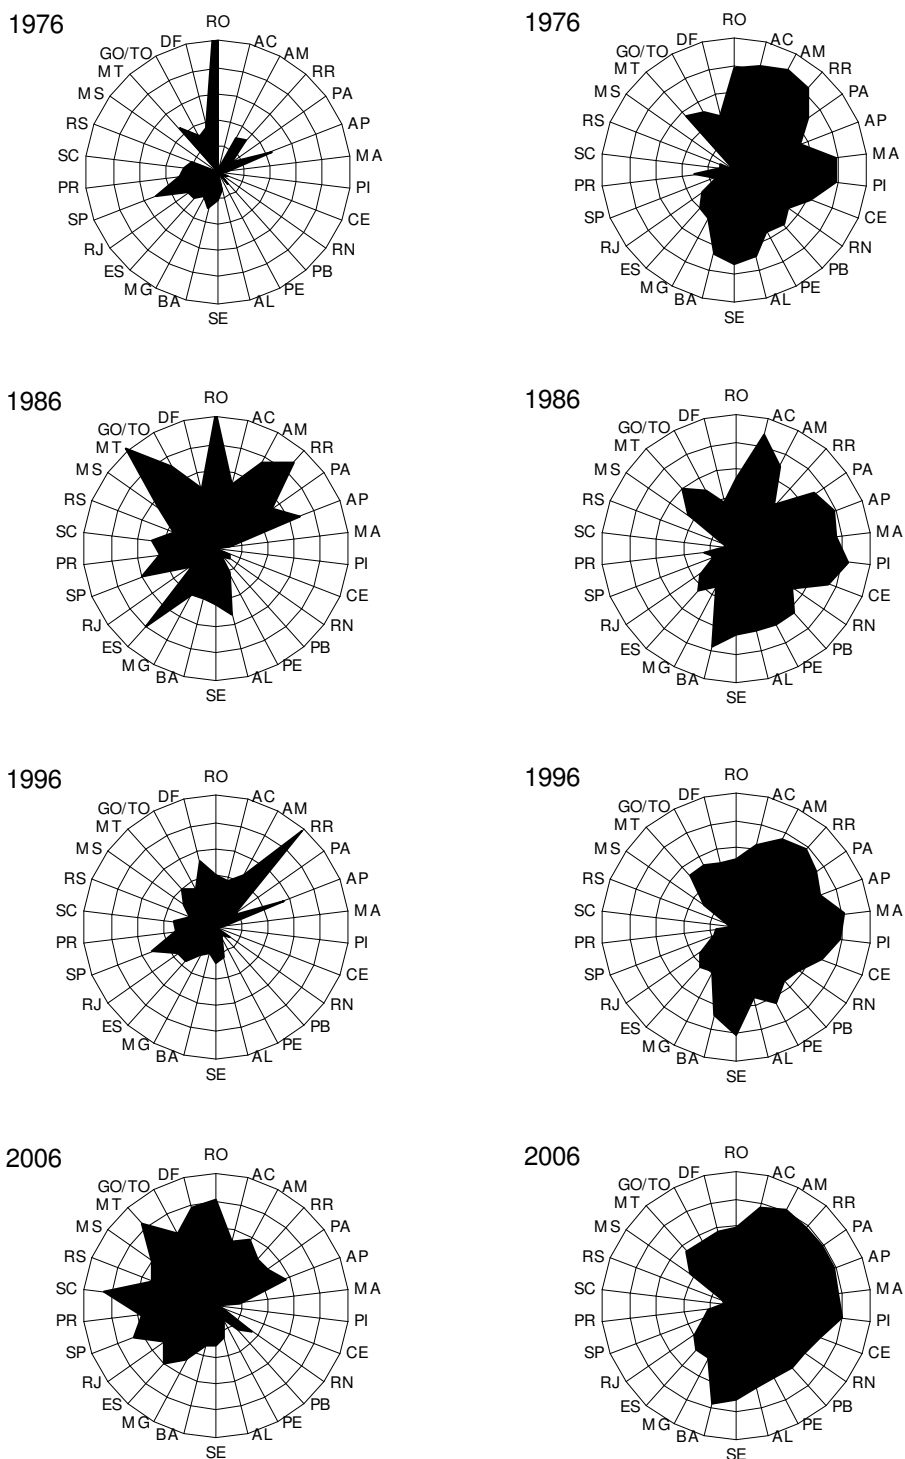 1976
RO
AC
AM
RR
PA
AP
MA
PI
CE
RN
PB
PE
AL
SE
BA
MG
ES
RJ
SP
PR
SC
RS
MS
MT
GO/TO
DF
1976
RO
AC
AM
RR
PA
AP
MA
PI
CE
RN
PB
PE
AL
SE
BA
MG
ES
RJ
SP
PR
SC
RS
MS
MT
GO/TO
DF
1986
RO
AC
AM
RR
PA
AP
MA
PI
CE
RN
PB
PE
AL
SE
BA
MG
ES
RJ
SP
PR
SC
RS
MS
MT
GO/TO
DF
1986
RO
AC
AM
RR
PA
AP
MA
PI
CE
RN
PB
PE
AL
SE
BA
MG
ES
RJ
SP
PR
SC
RS
MS
MT
GO/TO
DF
1996
RO
AC
AM
RR
PA
AP
MA
PI
CE
RN
PB
PE
AL
SE
BA
MG
ES
RJ
SP
PR
SC
RS
MS
MT
GO/TO
DF
1996
RO
AC
AM
RR
PA
AP
MA
PI
CE
RN
PB
PE
AL
SE
BA
MG
ES
RJ
SP
PR
SC
RS
MS
MT
GO/TO
DF
2006
RO
AC
AM
RR
PA
AP
MA
PI
CE
RN
PB
PE
AL
SE
BA
MG
ES
RJ
SP
PR
SC
RS
MS
MT
GO/TO
DF
2006
RO
AC
AM
RR
PA
AP
MA
PI
CE
RN
PB
PE
AL
SE
BA
MG
ES
RJ
SP
PR
SC
RS
MS
MT
GO/TO
DF